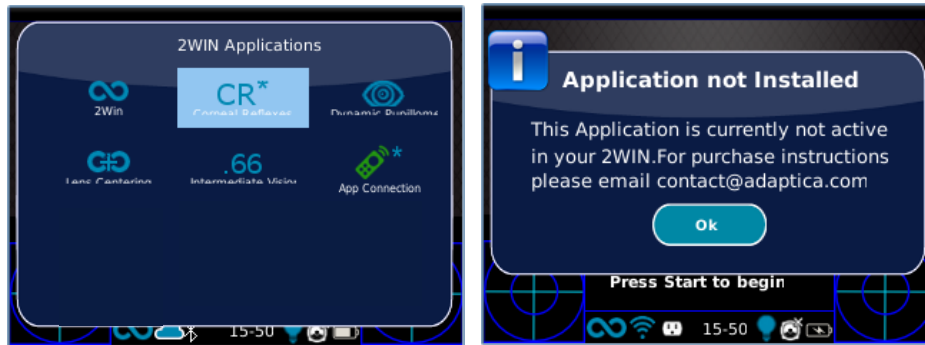 2WIN Applications
CR*
2Win
Corneal Reflexes
Dynamic Pupillome
Lens Centering
.66
Intermediate Vision
*
App Connection
15-50
i
Application not Installed
This Application is currently not active
in your 2WIN.For purchase instructions
please email contact@adaptica.com
Ok
Press Start to begin
15-50